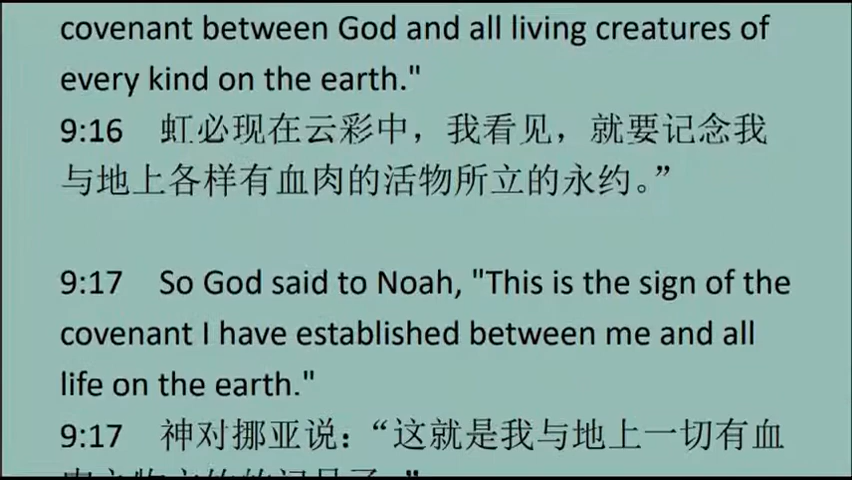 covenant between God and all living creatures of
every kind on the earth."
9:16 虹必现在云彩中，我看见，就要记念我
与地上各样有血肉的活物所立的永约。”
9:17 So God said to Noah, "This is the sign of the
covenant I have established between me and all
life on the earth."
9:17 神对挪亚说：“这就是我与地上一切有血